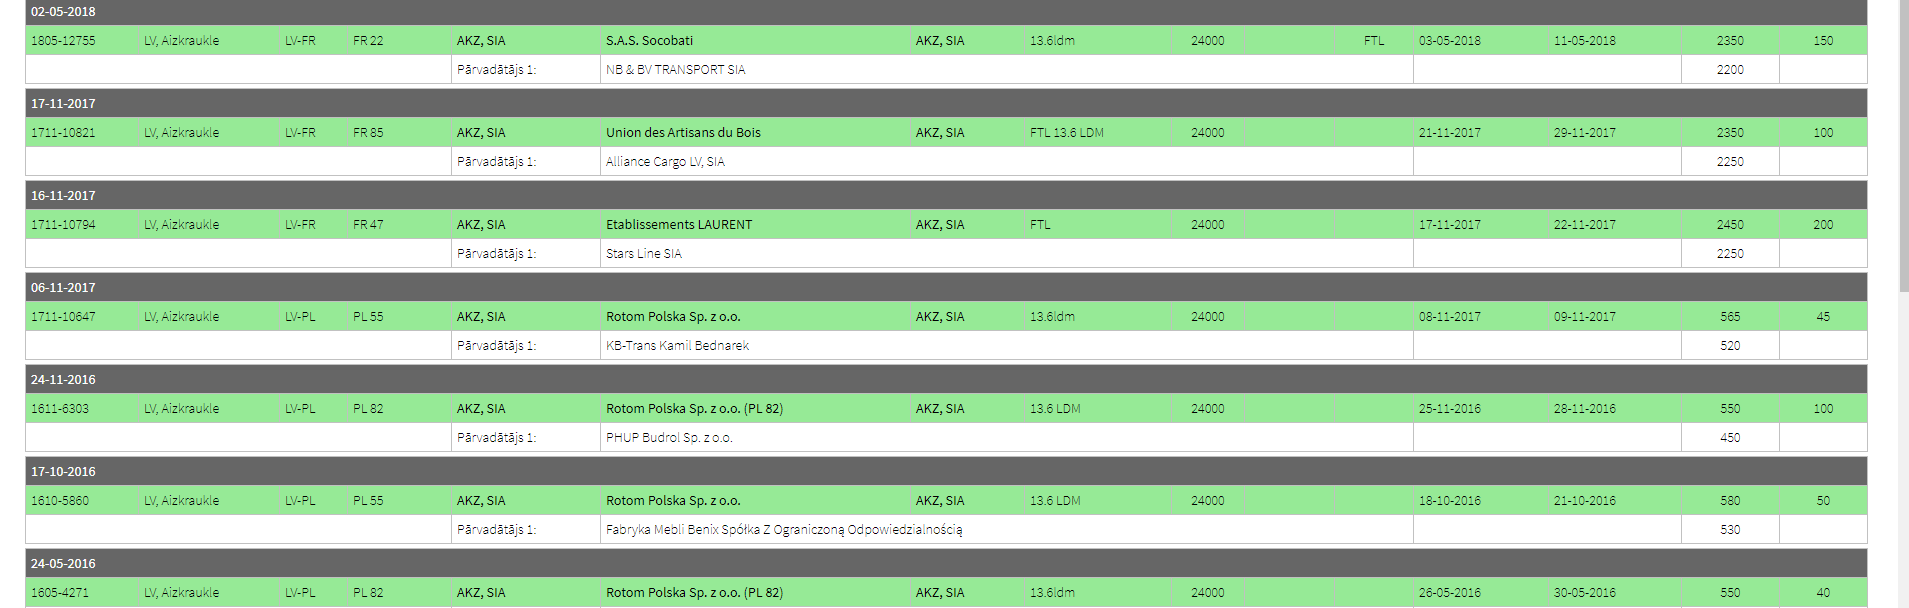 02-05-2018
1805-12755 LV, Aizkraukle LV-FR FR 22 AKZ, SIA S.A.S. Socobati AKZ, SIA 13.6ldm 24000 FTL 03-05-2018 11-05-2018 2350 150
Pārvadātājs 1: NB & BV TRANSPORT SIA 2200
17-11-2017
1711-10821 LV, Aizkraukle LV-FR FR 85 AKZ, SIA Union des Artisans du Bois AKZ, SIA FTL 13.6 LDM 24000 21-11-2017 29-11-2017 2350 100
Pārvadātājs 1: Alliance Cargo LV, SIA 2250
16-11-2017
1711-10794 LV, Aizkraukle LV-FR FR 47 AKZ, SIA Etablissements LAURENT AKZ, SIA FTL 24000 17-11-2017 22-11-2017 2450 200
Pārvadātājs 1: Stars Line SIA 2250
06-11-2017
1711-10647 LV, Aizkraukle LV-PL PL 55 AKZ, SIA Rotom Polska Sp. z o.o. AKZ, SIA 13.6ldm 24000 08-11-2017 09-11-2017 565 45
Pārvadātājs 1: KB-Trans Kamil Bednarek 520
24-11-2016
1611-6303 LV, Aizkraukle LV-PL PL 82 AKZ, SIA Rotom Polska Sp. z o.o. (PL 82) AKZ, SIA 13.6 LDM 24000 25-11-2016 28-11-2016 550 100
Pārvadātājs 1: PHUP Budrol Sp. z o.o. 450
17-10-2016
1610-5860 LV, Aizkraukle LV-PL PL 55 AKZ, SIA Rotom Polska Sp. z o.o. AKZ, SIA 13.6 LDM 24000 18-10-2016 21-10-2016 580 50
Pārvadātājs 1: Fabryka Mebli Benix Spółka Z Ograniczoną Odpowiedzialnością 530
24-05-2016
1605-4271 LV, Aizkraukle LV-PL PL 82 AKZ, SIA Rotom Polska Sp. z o.o. (PL 82) AKZ, SIA 13.6ldm 24000 26-05-2016 30-05-2016 550 40